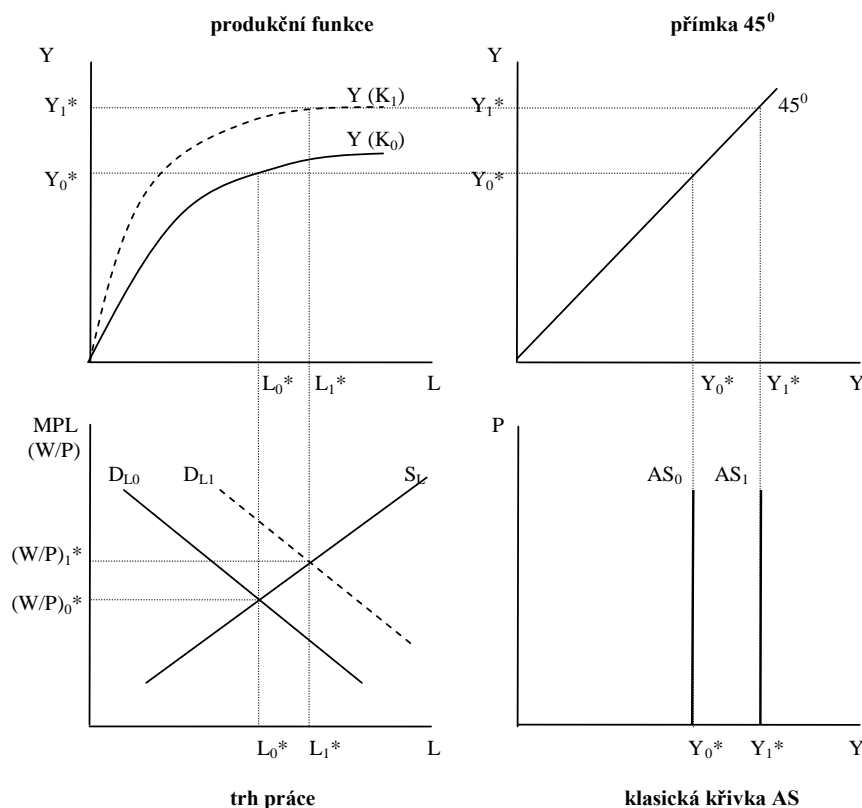 produkční funkce
přímka 45⁰
Y
Y
Y₁*
Y (K₁)
Y₁*
45⁰
Y (K₀)
Y₀*
Y₀*
L₀* L₁* L
Y₀* Y₁* Y
MPL
(W/P)
P
D_L0 D_L1 S_L
AS₀ AS₁
(W/P)₁*
(W/P)₀*
L₀* L₁* L
Y₀* Y₁* Y
trh práce
klasická křivka AS